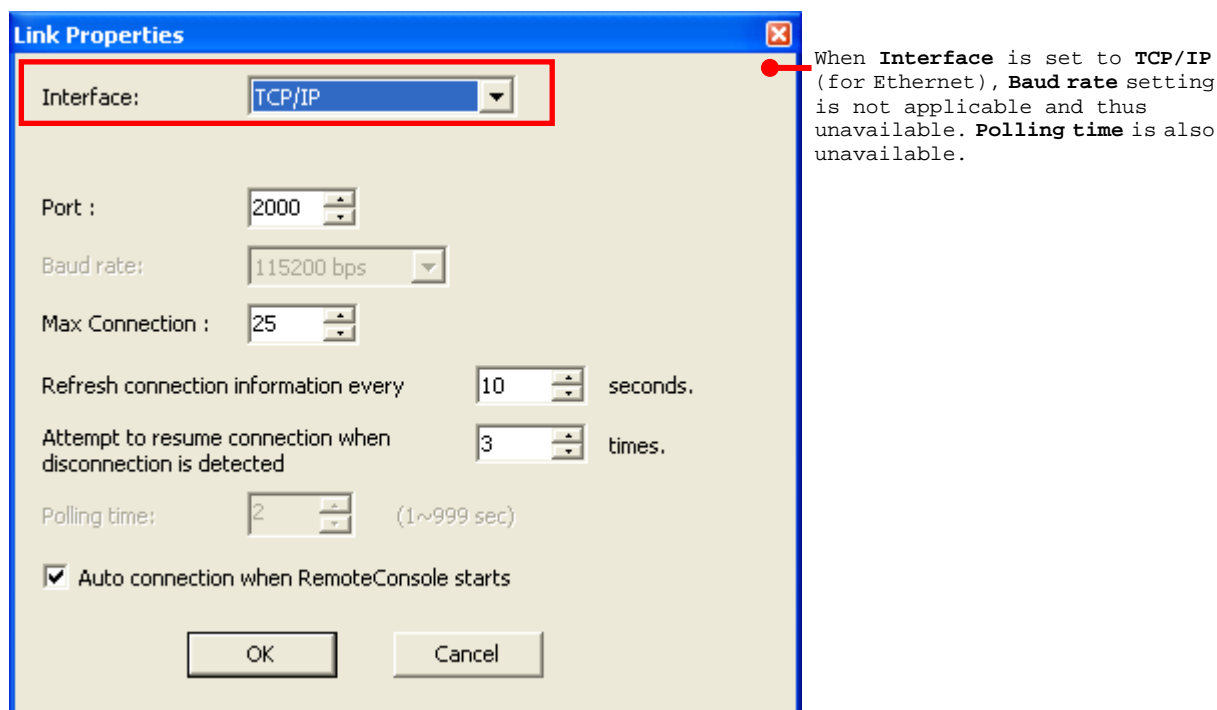 Link Properties
Interface:
TCP/IP
When Interface is set to TCP/IP
(for Ethernet), Baud rate setting
is not applicable and thus
unavailable. Polling time is also
unavailable.
Port :
2000
Baud rate:
115200 bps
Max Connection :
25
Refresh connection information every
10
seconds.
Attempt to resume connection when
disconnection is detected
3
times.
Polling time:
2
(1~999 sec)
Auto connection when RemoteConsole starts
OK
Cancel